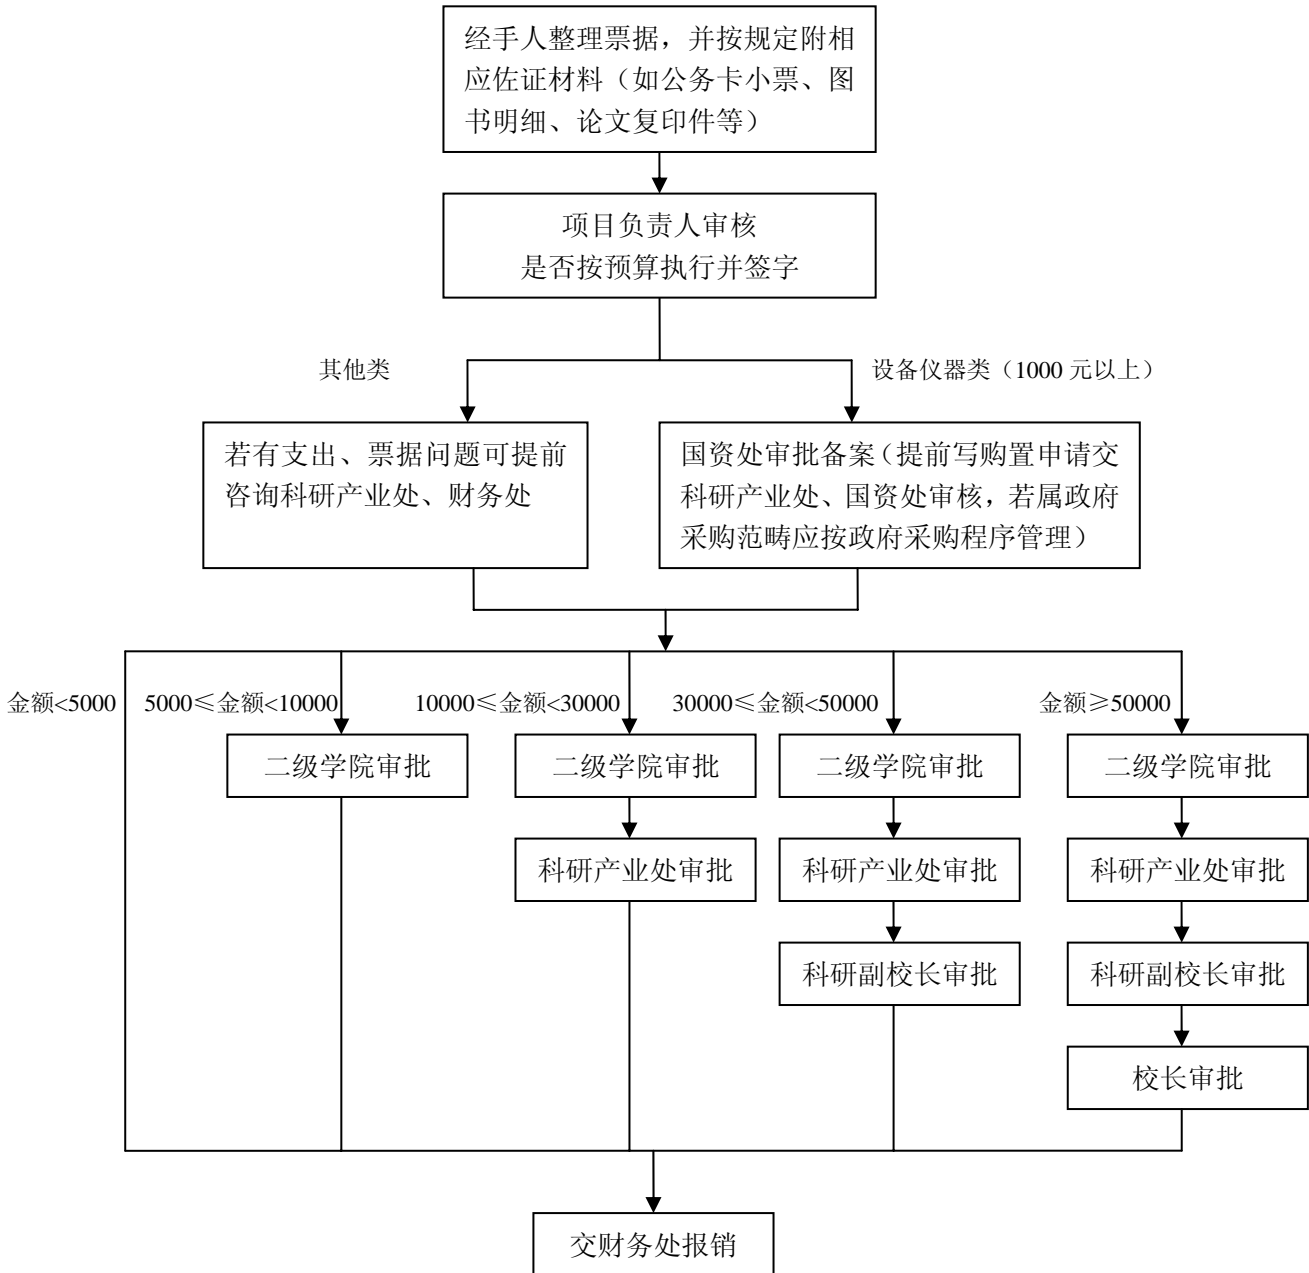 经手人整理票据，并按规定附相
应佐证材料（如公务卡小票、图
书明细、论文复印件等）
项目负责人审核
是否按预算执行并签字
其他类
设备仪器类（1000 元以上）
若有支出、票据问题可提前
咨询科研产业处、财务处
国资处审批备案（提前写购置申请交
科研产业处、国资处审核，若属政府
采购范畴应按政府采购程序管理）
金额<5000
5000≤金额<10000
10000≤金额<30000
30000≤金额<50000
金额≥50000
二级学院审批
二级学院审批
二级学院审批
二级学院审批
科研产业处审批
科研产业处审批
科研产业处审批
科研副校长审批
科研副校长审批
校长审批
交财务处报销